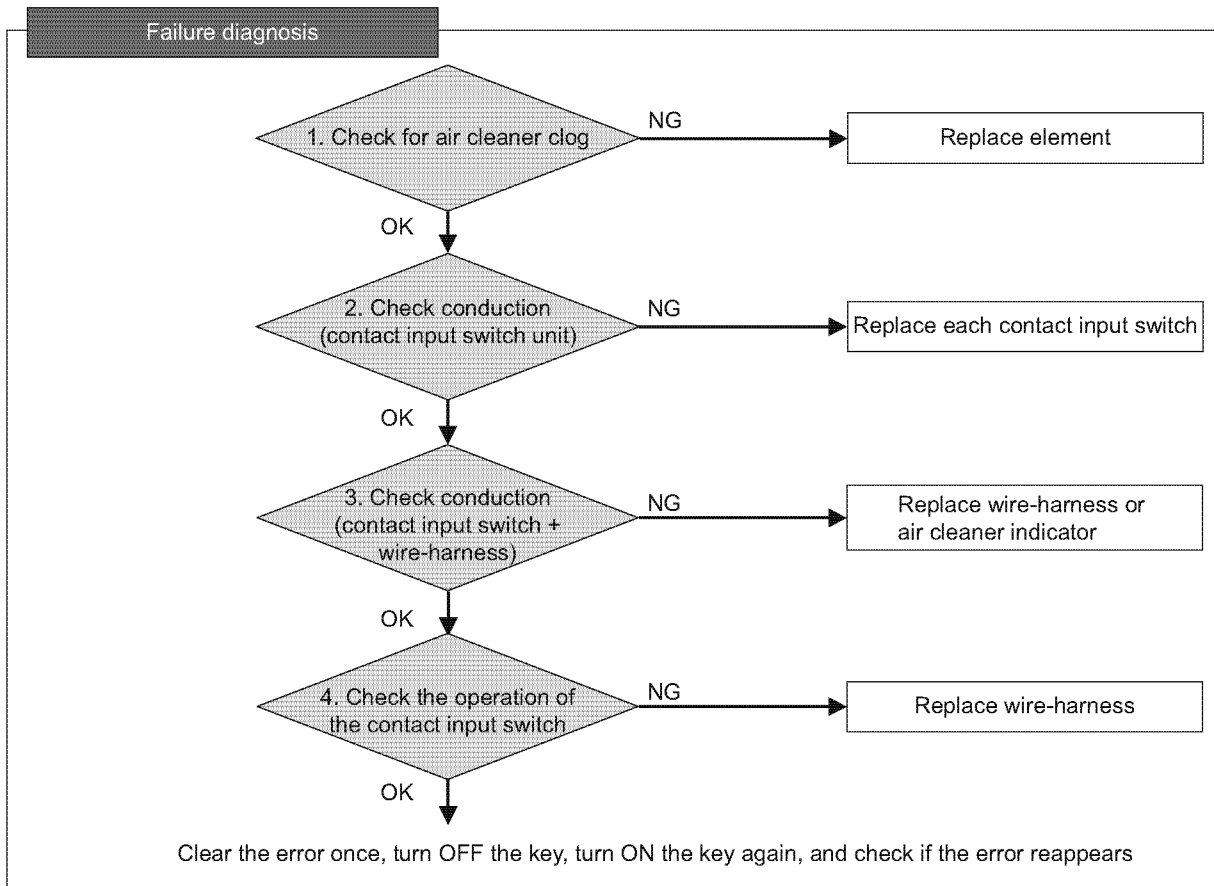 Failure diagnosis
1. Check for air cleaner clog
NG
Replace element
OK
2. Check conduction
(contact input switch unit)
NG
Replace each contact input switch
OK
3. Check conduction
(contact input switch +
wire-harness)
NG
Replace wire-harness or
air cleaner indicator
OK
4. Check the operation of
the contact input switch
NG
Replace wire-harness
OK
Clear the error once, turn OFF the key, turn ON the key again, and check if the error reappears